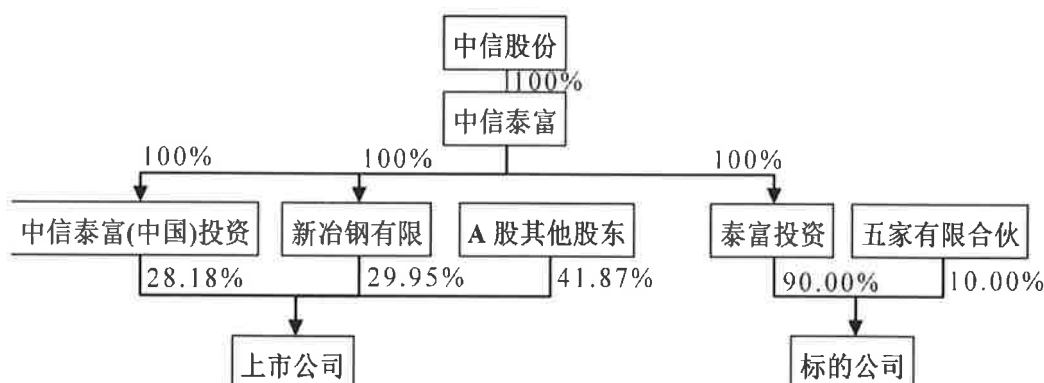 中信股份
100%
中信泰富
100% 100% 100%
中信泰富(中国)投资 新冶钢有限 A 股其他股东 泰富投资 五家有限合伙
28.18% 29.95% 41.87% 90.00% 10.00%
上市公司 标的公司